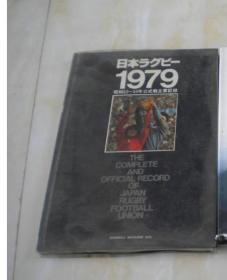 日本ラグビー
1979
THE
COMPLETE
AND
OFFICIAL RECORD
OF
JAPAN
RUGBY
FOOTBALL
UNION